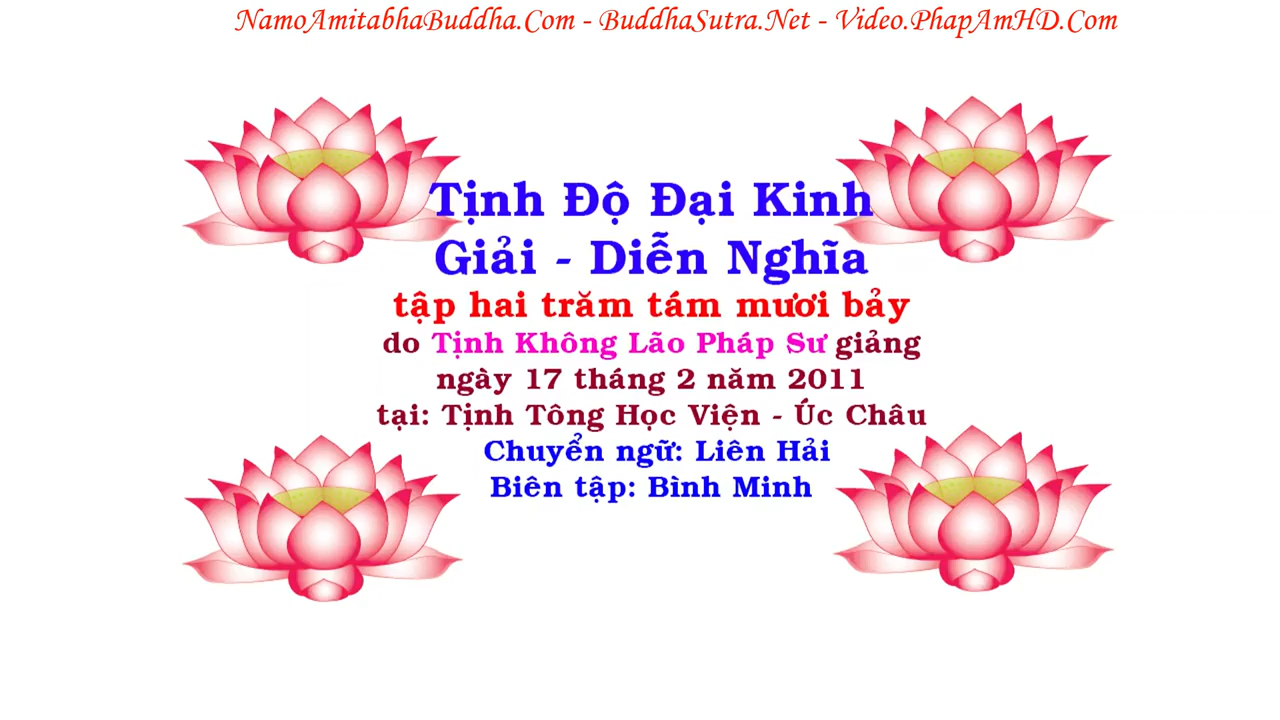 NamoAmitabhaBuddha.Com - BuddhaSutra.Net - Video.PhapAmHD.Com
Tịnh Độ Đại Kinh
Giải - Diễn Nghĩa
tập hai trăm tám mươi bảy
do Tịnh Không Lão Pháp Sư giảng
ngày 17 tháng 2 năm 2011
tại: Tịnh Tông Học Viện - Úc Châu
Chuyển ngữ: Liên Hải
Biên tập: Bình Minh